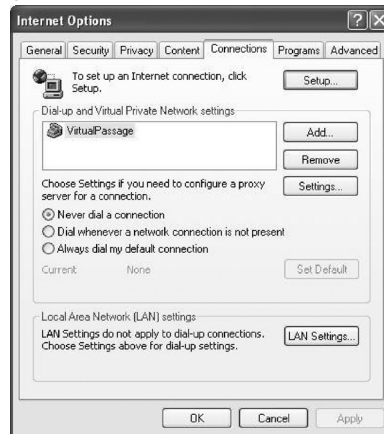 Internet Options
General Security Privacy Content Connections Programs Advanced
To set up an Internet connection, click
Setup.
Setup...
Dial-up and Virtual Private Network settings
VirtualPassage
Add...
Remove
Choose Settings if you need to configure a proxy
server for a connection.
Settings...
Never dial a connection
Dial whenever a network connection is not present
Always dial my default connection
Current None
Set Default
Local Area Network (LAN) settings
LAN Settings do not apply to dial-up connections.
Choose Settings above for dial-up settings.
LAN Settings...
OK Cancel Apply